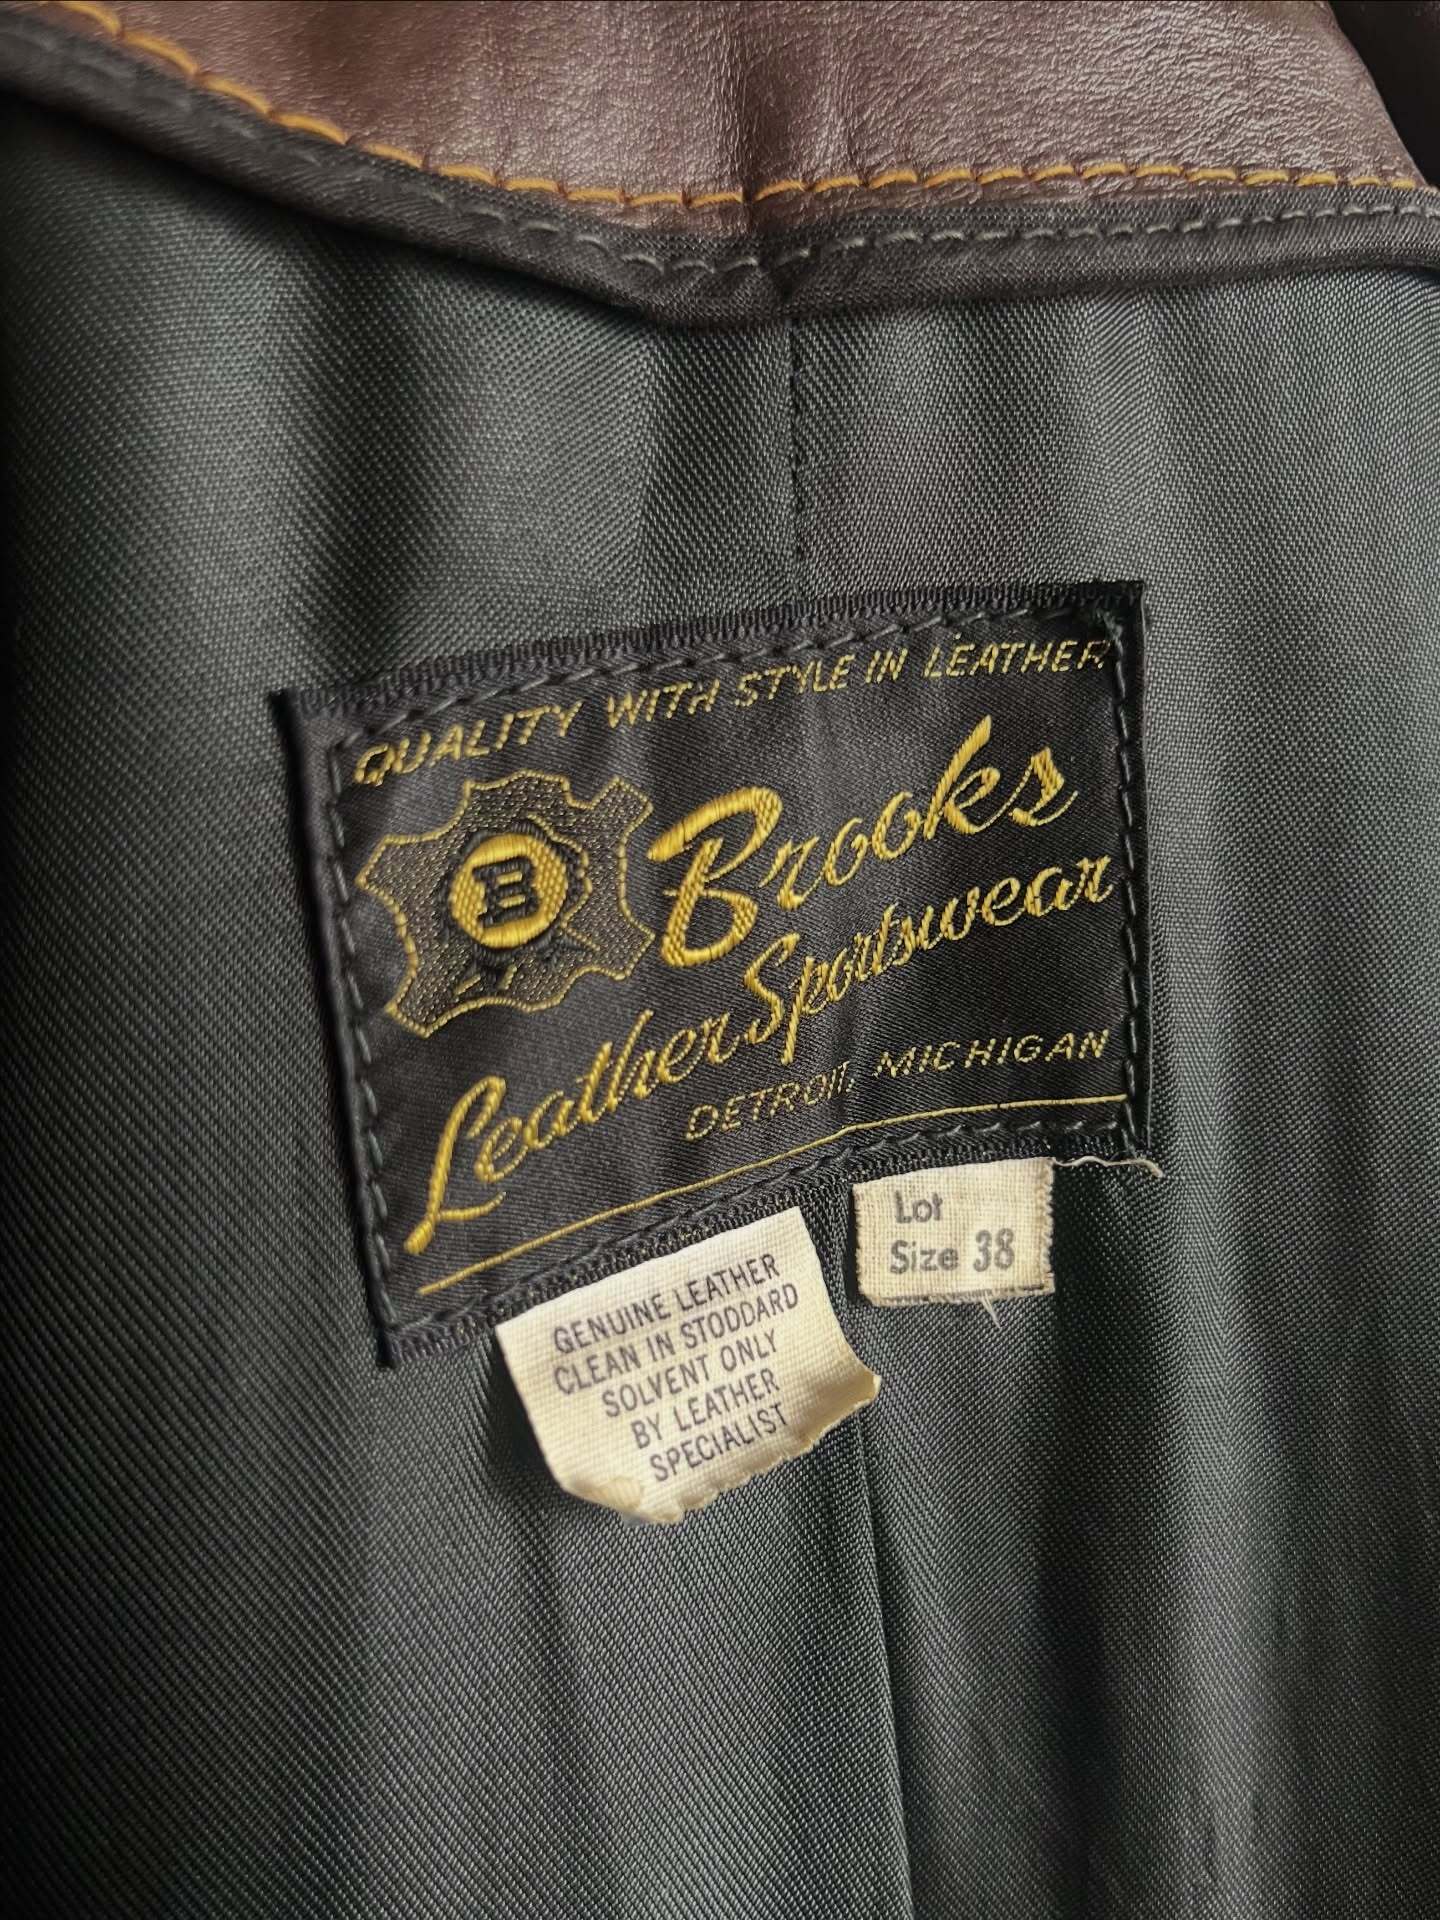 QUALITY WITH STYLE IN LEATHER
B
Brooks
Leather Sportswear
DETROIT, MICHIGAN
Lot
Size 38
GENUINE LEATHER
CLEAN IN STODDARD
SOLVENT ONLY
BY LEATHER
SPECIALIST